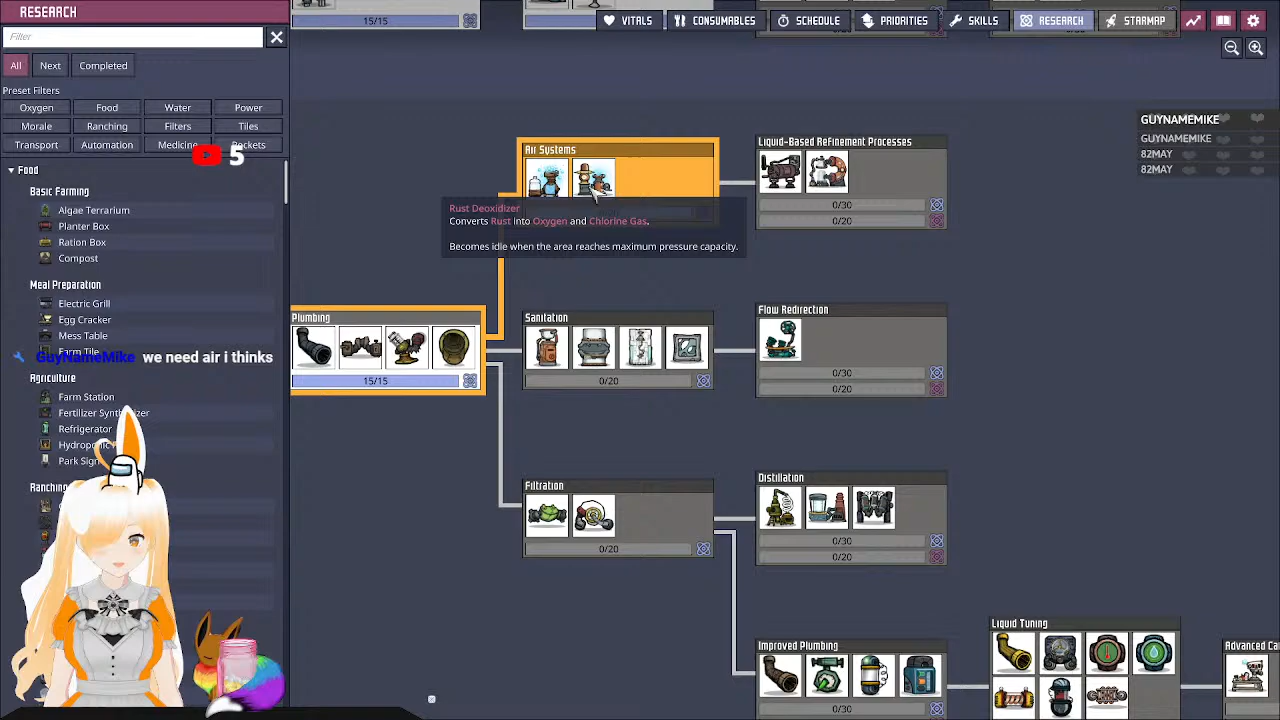 RESEARCH
Filter
All
Next
Completed
Preset Filters
Oxygen
Food
Water
Power
Morale
Ranching
Filters
Tiles
Transport
Automation
Medicine
ockets
5
Food
Basic Farming
Algae Terrarium
Planter Box
Ration Box
Compost
Meal Preparation
Electric Grill
Egg Cracker
Mess Table
Farm Tile
GuyNameMike we need air i thinks
Agriculture
Farm Station
Fertilizer Synthesizer
Refrigerator
Hydroponic
Park Sign
Ranching
15/15
VITALS
CONSUMABLES
SCHEDULE
PRIORITIES
SKILLS
RESEARCH
STARMAP
GUYNAMEMIKE
GUYNAMEMIKE
82MAY
82MAY
Air Systems
Rust Deoxidizer
Converts Rust into Oxygen and Chlorine Gas.
Becomes idle when the area reaches maximum pressure capacity.
Liquid-Based Refinement Processes
0/30
0/20
Plumbing
15/15
Sanitation
0/20
Flow Redirection
0/30
0/20
Filtration
0/20
Distillation
0/30
0/20
Improved Plumbing
0/30
Liquid Tuning
Advanced Ca